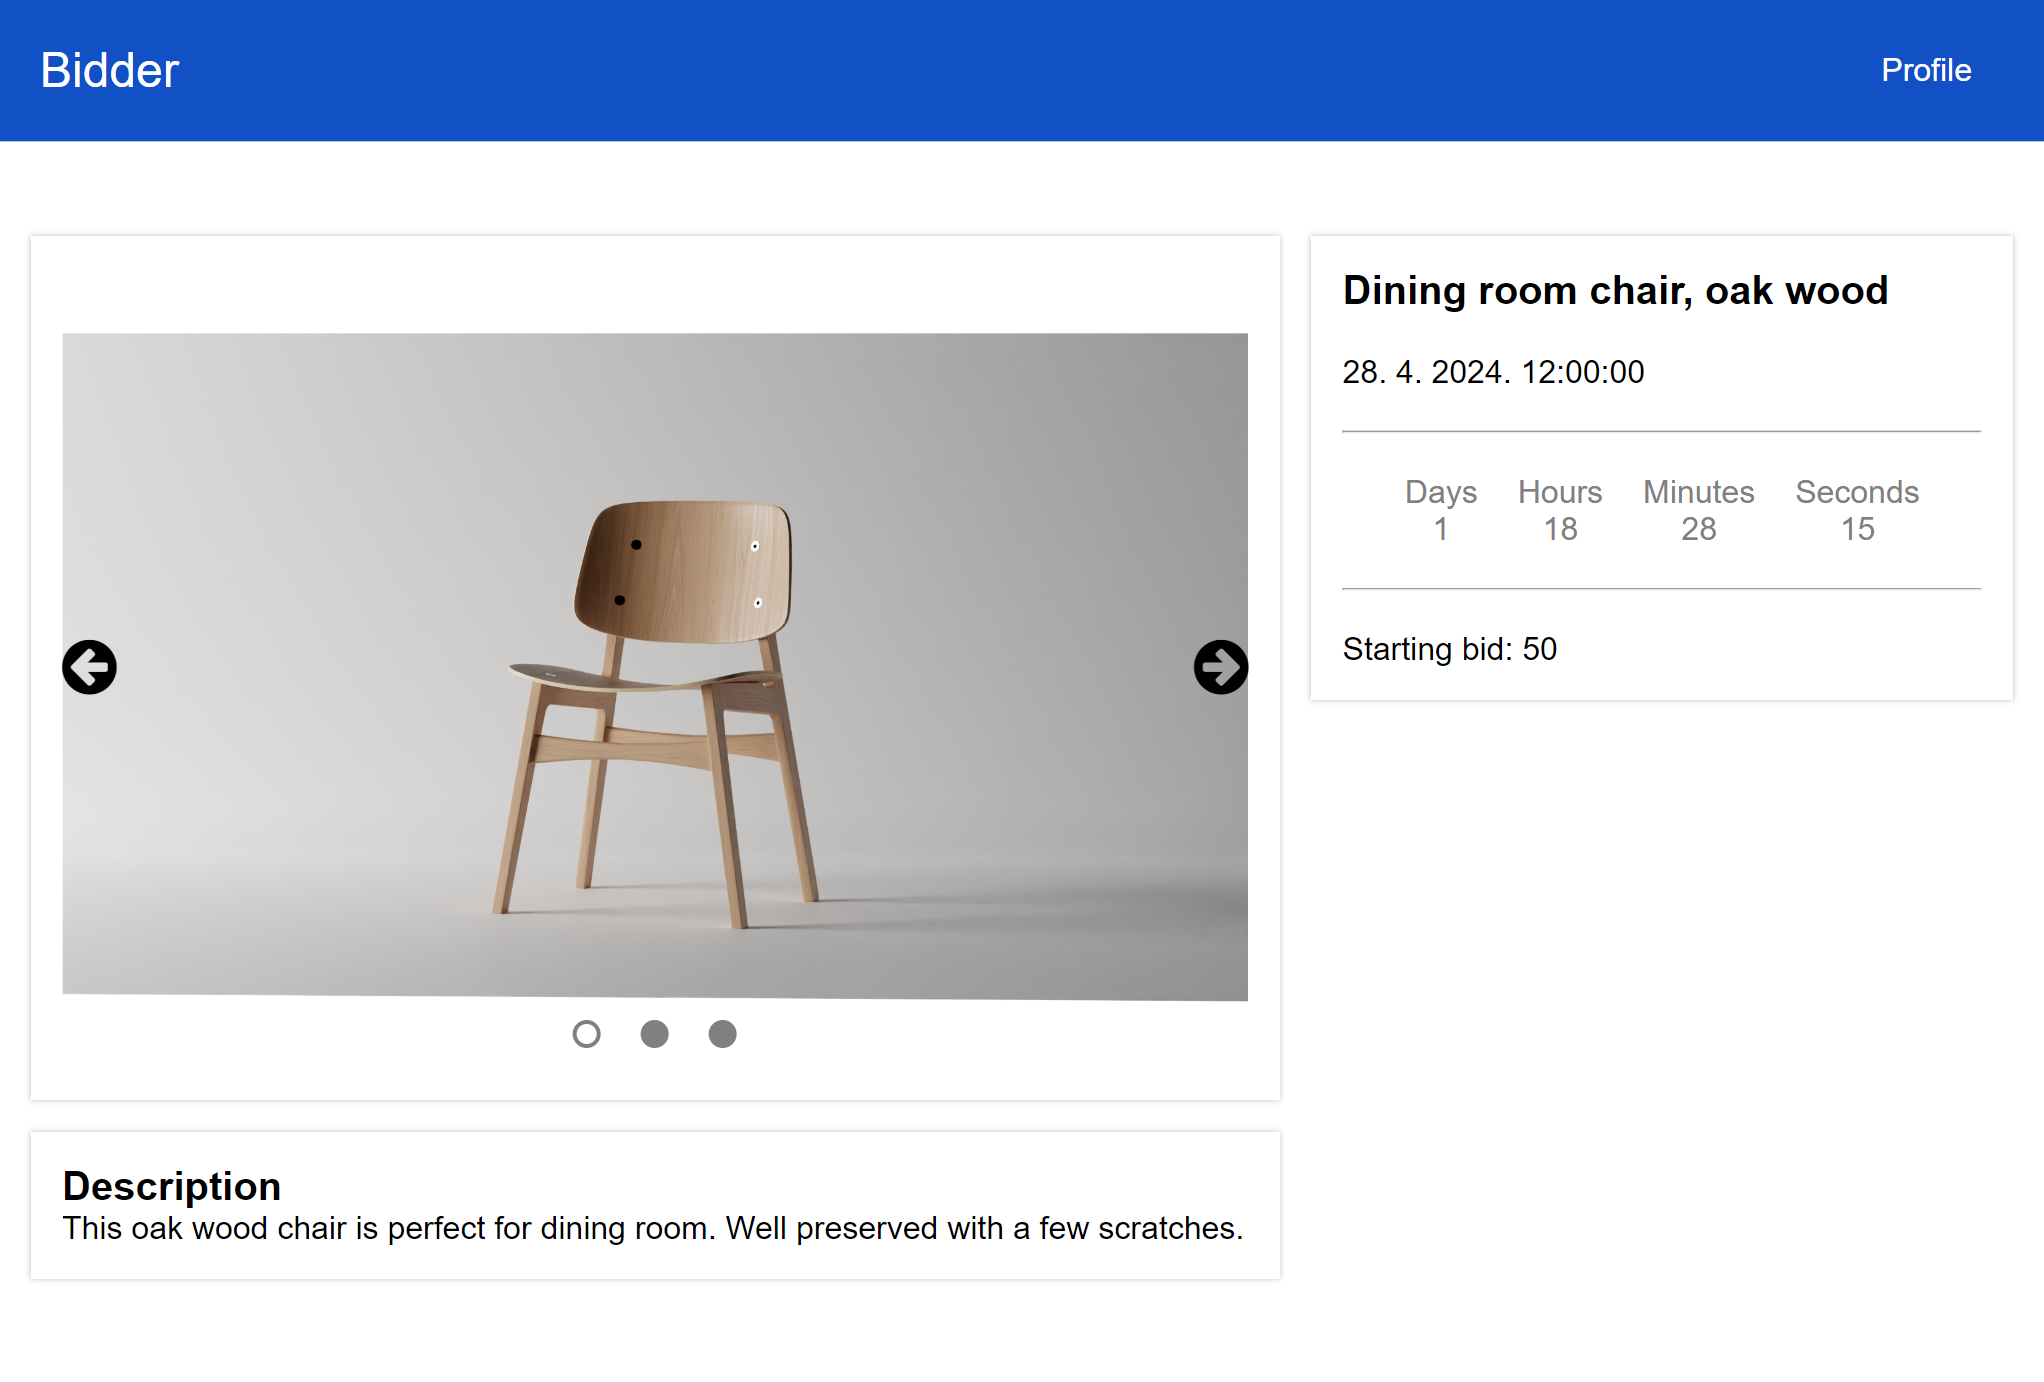 Bidder
Profile
Dining room chair, oak wood
28. 4. 2024. 12:00:00
Days Hours Minutes Seconds
1 18 28 15
Starting bid: 50
Description
This oak wood chair is perfect for dining room. Well preserved with a few scratches.